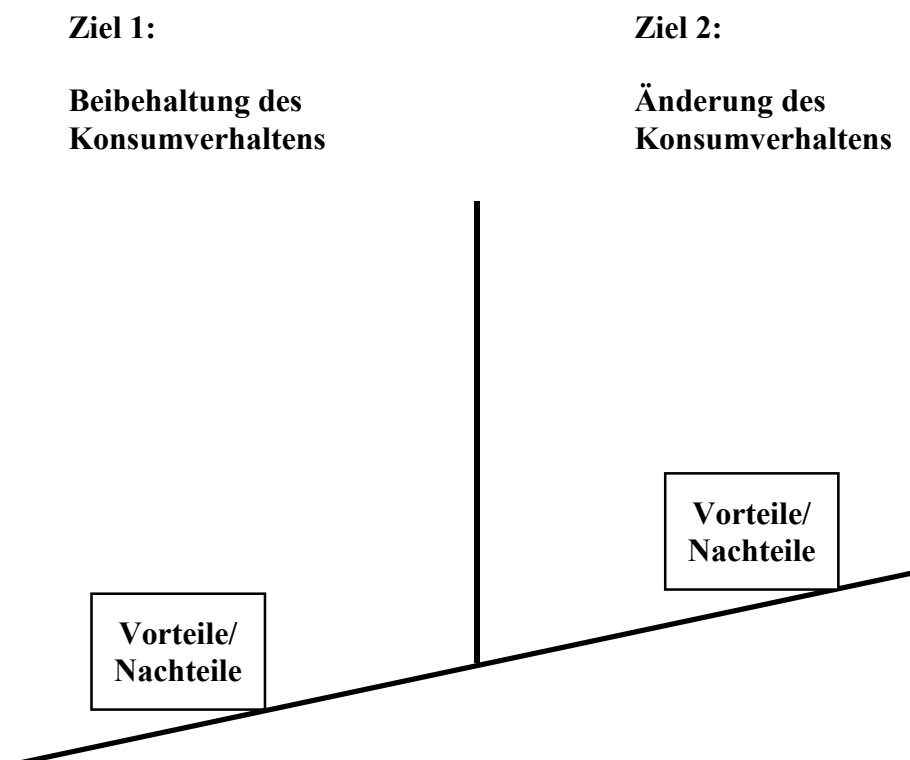 Ziel 1:
Beibehaltung des
Konsumverhaltens
Ziel 2:
Änderung des
Konsumverhaltens
Vorteile/
Nachteile
Vorteile/
Nachteile